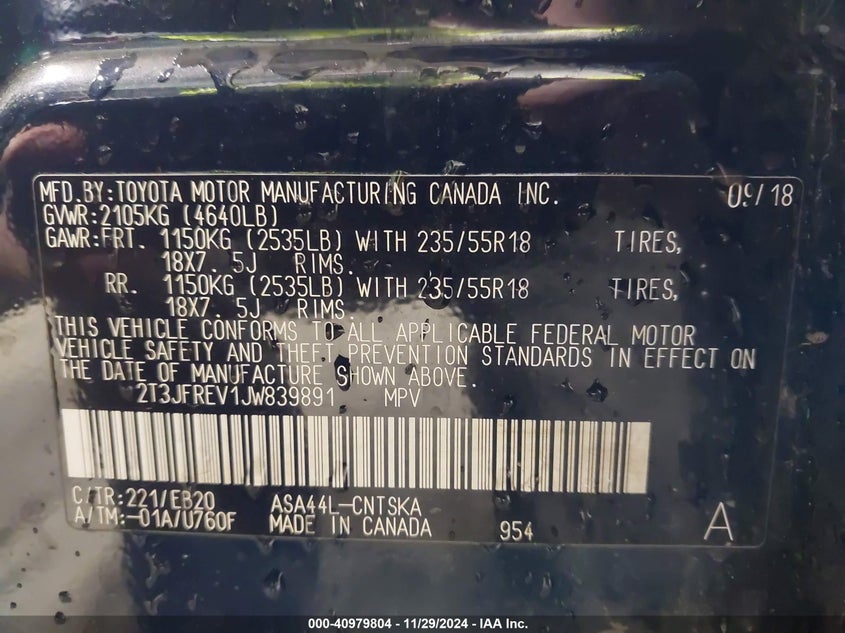 MFD.BY:TOYOTA MOTOR MANUFACTURING CANADA INC. 09/18
GVWR:2105KG (4640LB)
GAWR:FRT. 1150KG (2535LB) WITH 235/55R18 TIRES,
18X7. 5J RIMS.
RR. 1150KG (2535LB) WITH 235/55R18 TIRES,
18X7. 5J RIMS.
THIS VEHICLE CONFORMS TO ALL APPLICABLE FEDERAL MOTOR
VEHICLE SAFETY AND THEFT PREVENTION STANDARDS IN EFFECT ON
THE DATE OF MANUFACTURE SHOWN ABOVE.
2T3JFREV1JW839891 MPV
C/TR:221/EB20 ASA44L-CNTSKA
A/TM:-01A/U760F MADE IN CANADA 954 A
000-40979804 - 11/29/2024 - IAA Inc.